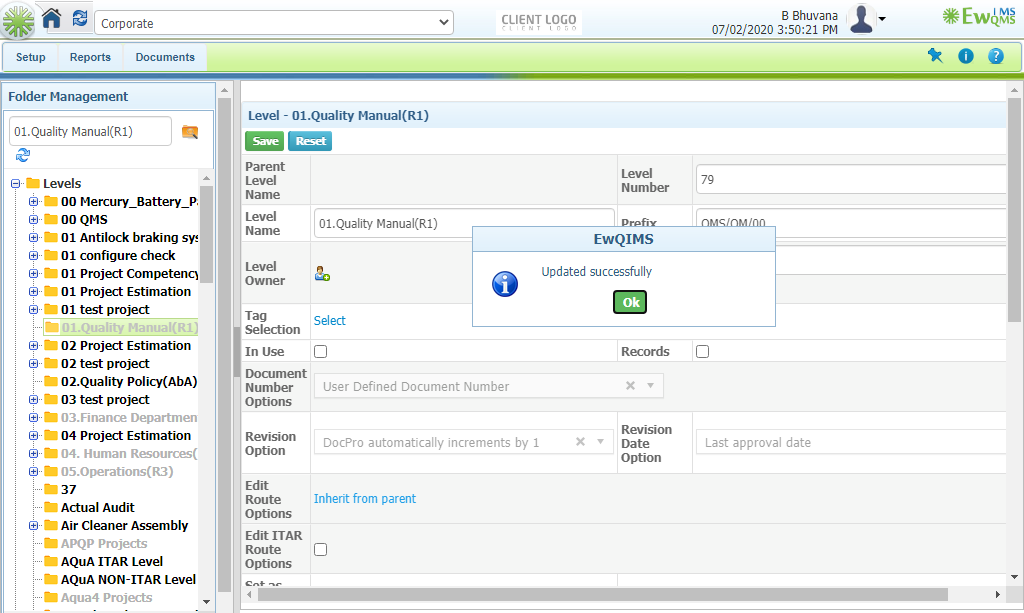 Corporate
CLIENT LOGO
CLIENT LOGO
B Bhuvana
07/02/2020 3:50:21 PM
EwQIMS
QMS
Setup Reports Documents
Folder Management
01.Quality Manual(R1)
Levels
00 Mercury_Battery_P
00 QMS
01 Antilock braking sys
01 configure check
01 Project Competency
01 Project Estimation
01 test project
01.Quality Manual(R1)
02 Project Estimation
02 test project
02.Quality Policy(AbA)
03 test project
03.Finance Departmen
04 Project Estimation
04. Human Resources(
05.Operations(R3)
37
Actual Audit
Air Cleaner Assembly
APQP Projects
AQuA ITAR Level
AQuA NON-ITAR Level
Aqua4 Projects
Level - 01.Quality Manual(R1)
Save Reset
Parent
Level
Name
Level
Number
79
Level
Name
01.Quality Manual(R1)
Prefix
QMS/QM/00
Level
Owner
EwQIMS
Updated successfully
Ok
Tag
Selection
Select
In Use
Records
Document
Number
Options
User Defined Document Number
Revision
Option
DocPro automatically increments by 1
Revision
Date
Option
Last approval date
Edit
Route
Options
Inherit from parent
Edit ITAR
Route
Options
Set as